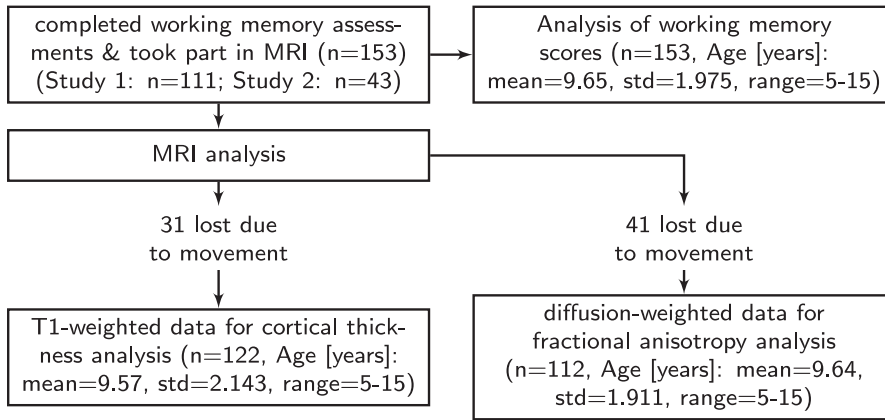 completed working memory assess-
ments & took part in MRI (n=153)
(Study 1: n=111; Study 2: n=43)
Analysis of working memory
scores (n=153, Age [years]:
mean=9.65, std=1.975, range=5-15)
MRI analysis
31 lost due
to movement
41 lost due
to movement
T1-weighted data for cortical thick-
ness analysis (n=122, Age [years]:
mean=9.57, std=2.143, range=5-15)
diffusion-weighted data for
fractional anisotropy analysis
(n=112, Age [years]: mean=9.64,
std=1.911, range=5-15)